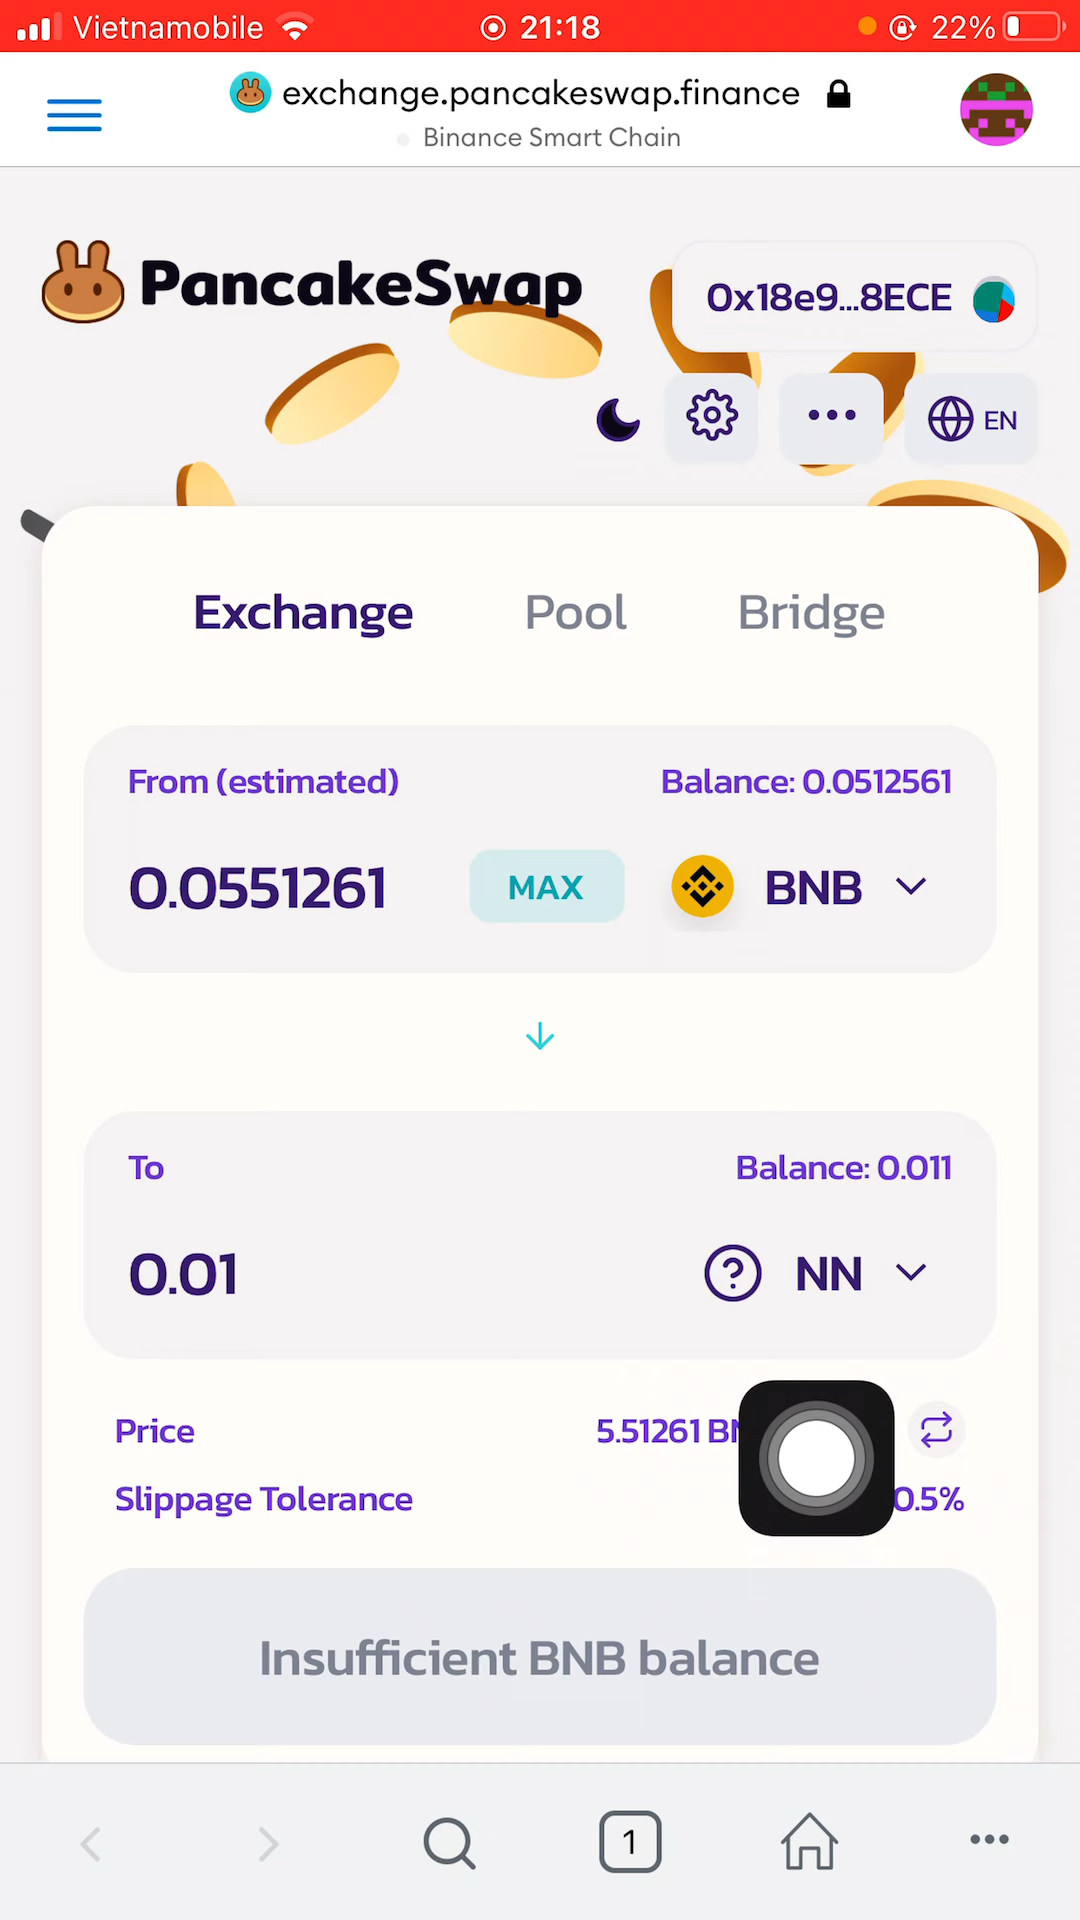 Vietnamobile 21:18 22%
exchange.pancakeswap.finance
Binance Smart Chain
PancakeSwap
0x18e9...8ECE
EN
Exchange Pool Bridge
From (estimated) Balance: 0.0512561
0.0551261 MAX BNB
To Balance: 0.011
0.01 NN
Price 5.51261
Slippage Tolerance 0.5%
Insufficient BNB balance
1